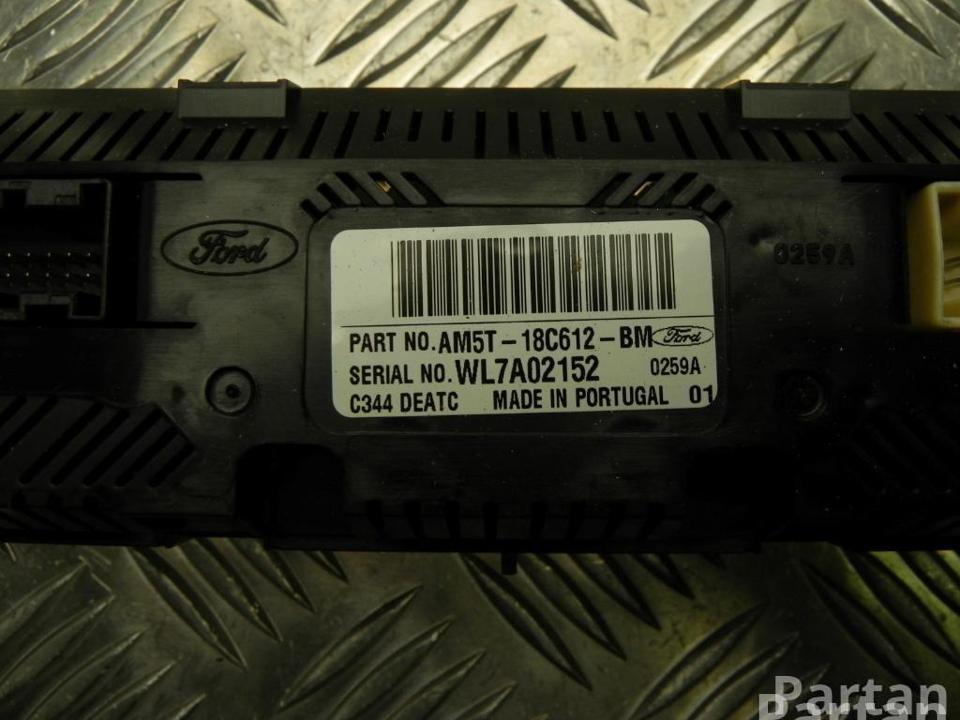 Ford
0259A
PART NO. AM5T-18C612-BM Ford
SERIAL NO. WL7A02152 0259A
C344 DEATC MADE IN PORTUGAL 01
Partan
Partan